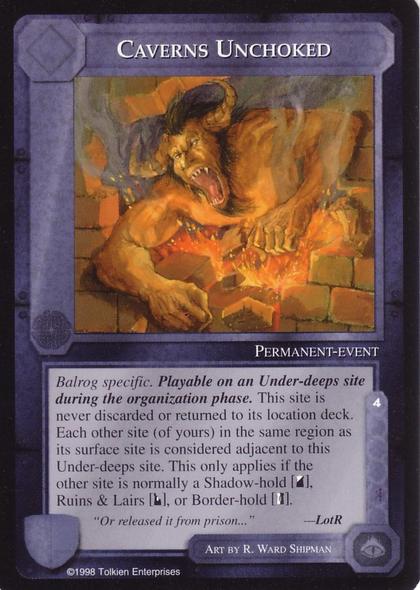 Caverns Unchoked
Permanent-event
Balrog specific. Playable on an Under-deeps site
during the organization phase. This site is
never discarded or returned to its location deck.
Each other site (of yours) in the same region as
its surface site is considered adjacent to this
Under-deeps site. This only applies if the
other site is normally a Shadow-hold [],
Ruins & Lairs [], or Border-hold [].
4
"Or released it from prison..." —LotR
Art by R. Ward Shipman
©1998 Tolkien Enterprises